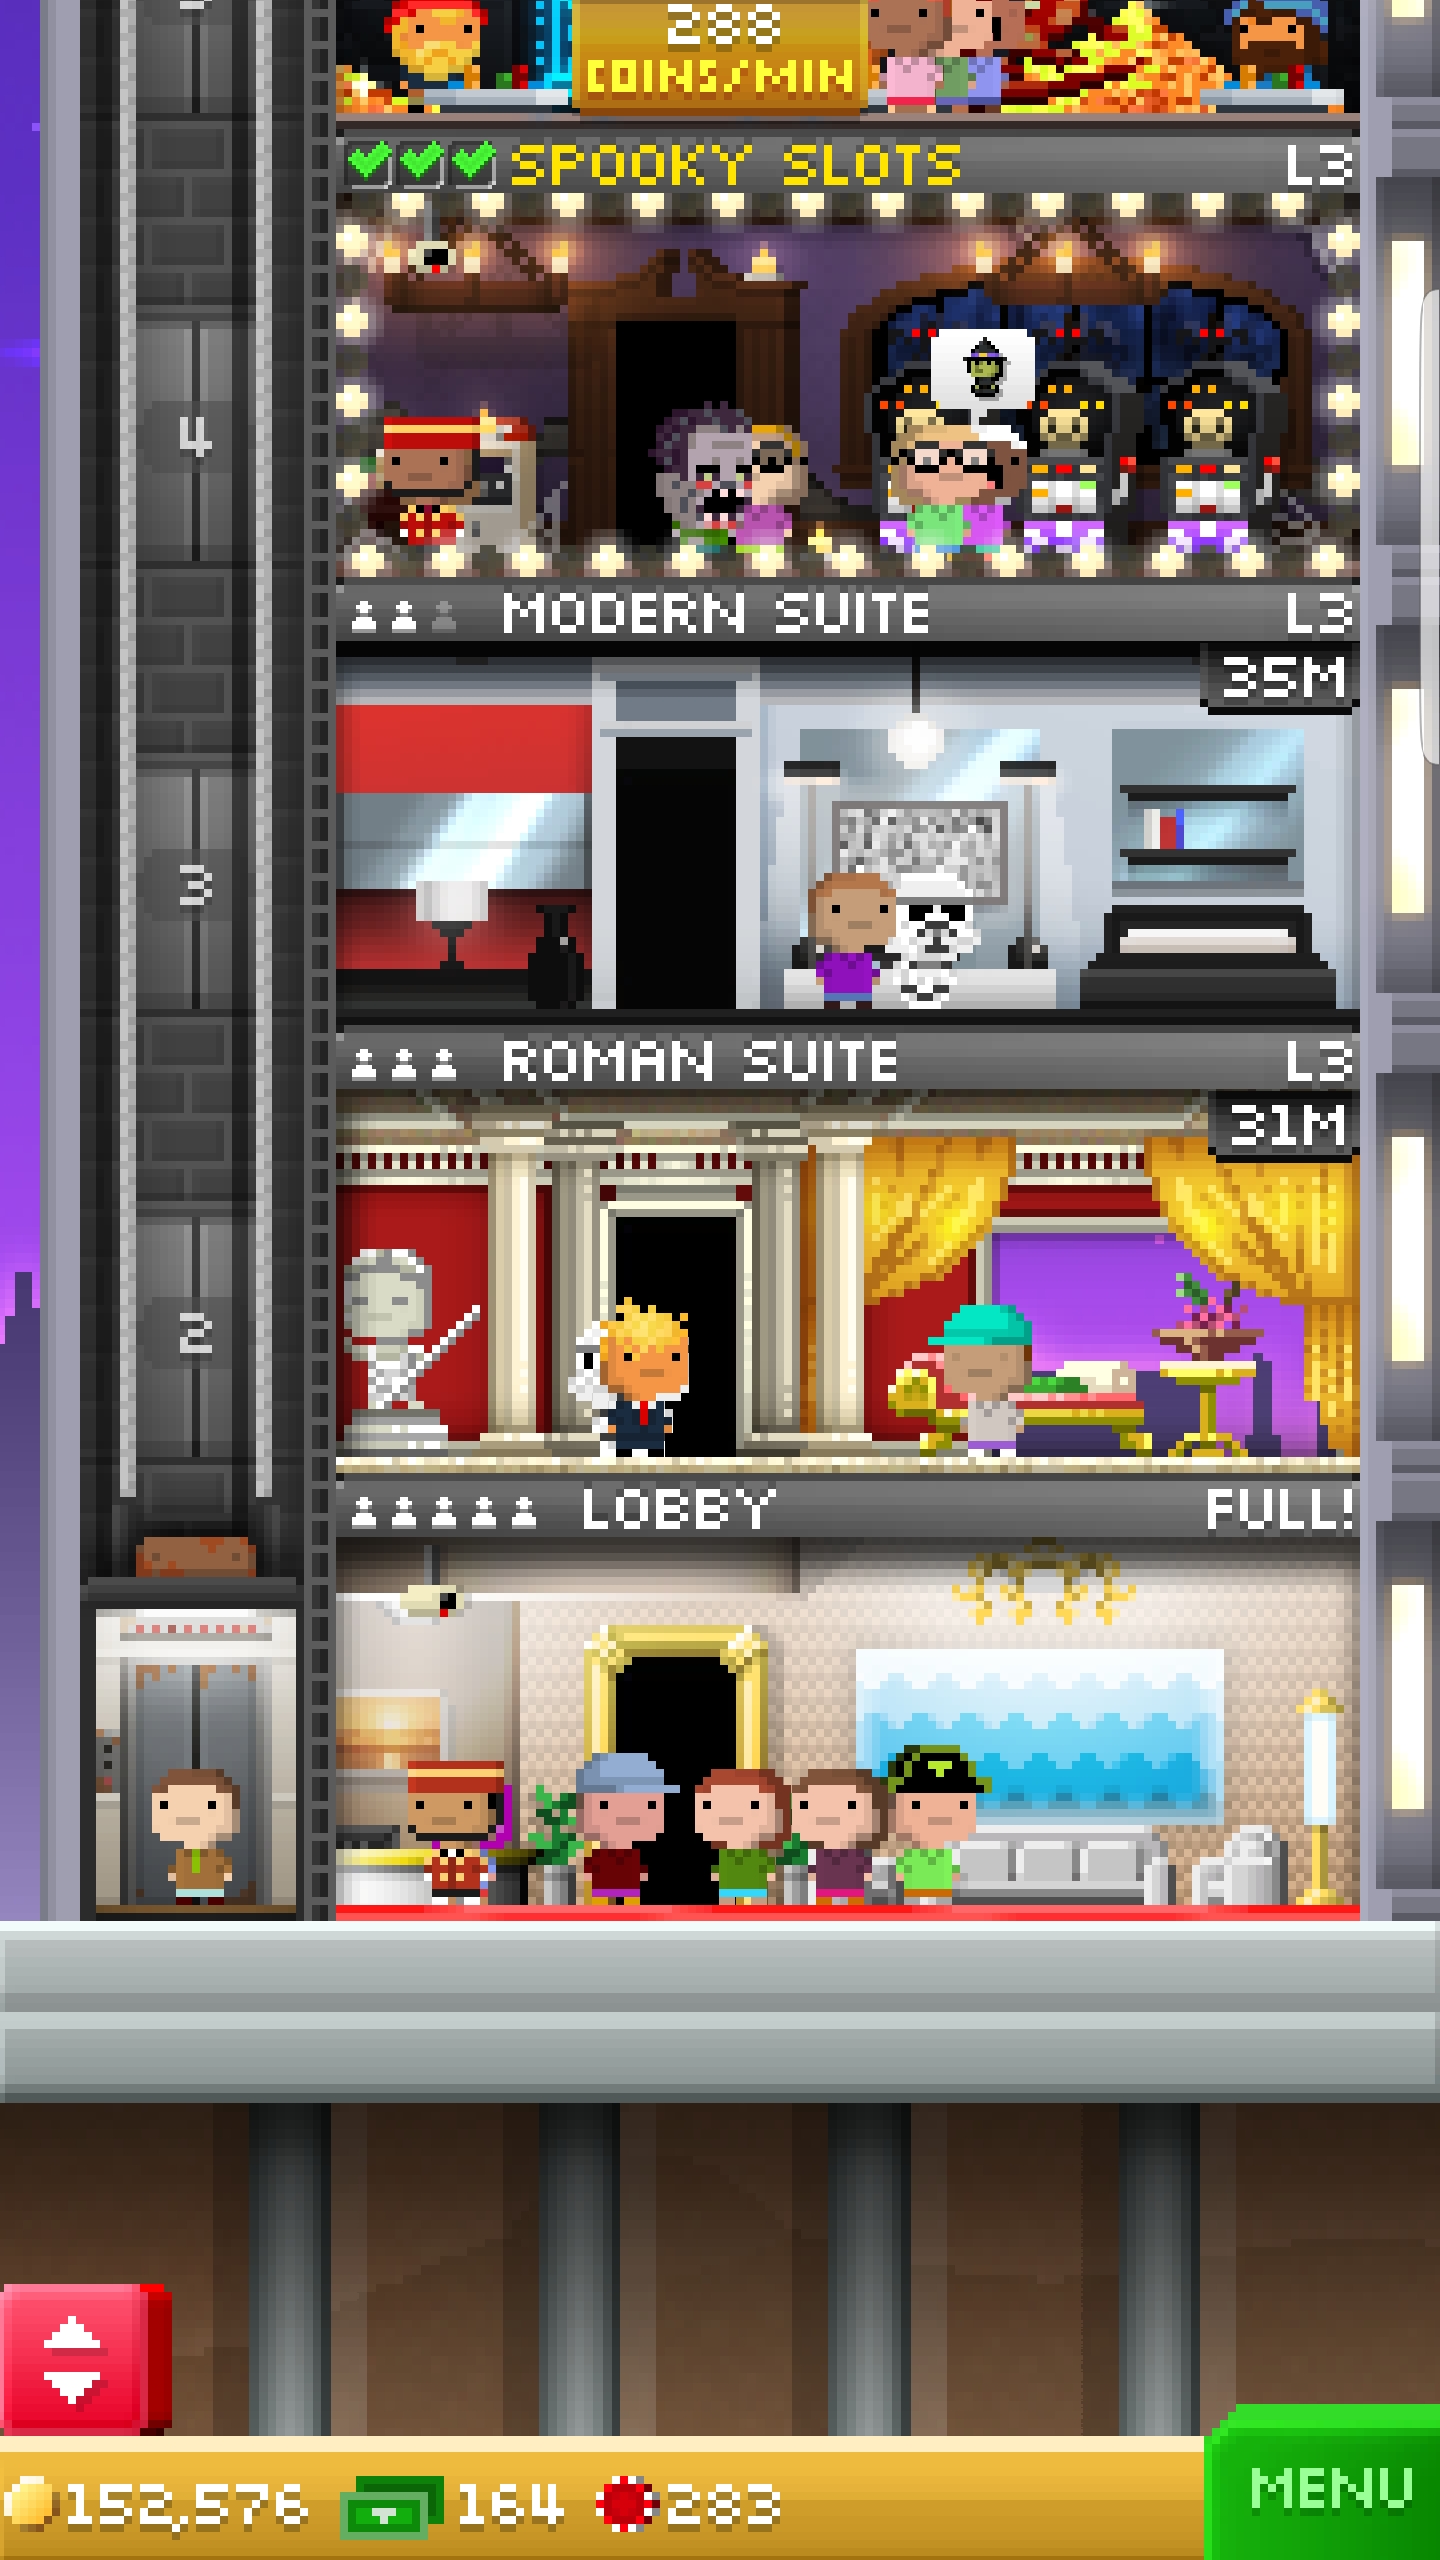 288
COINS/MIN
SPOOKY SLOTS L3
4
MODERN SUITE L3
35M
3
ROMAN SUITE L3
31M
2
LOBBY FULL!
152,576 164 283
MENU